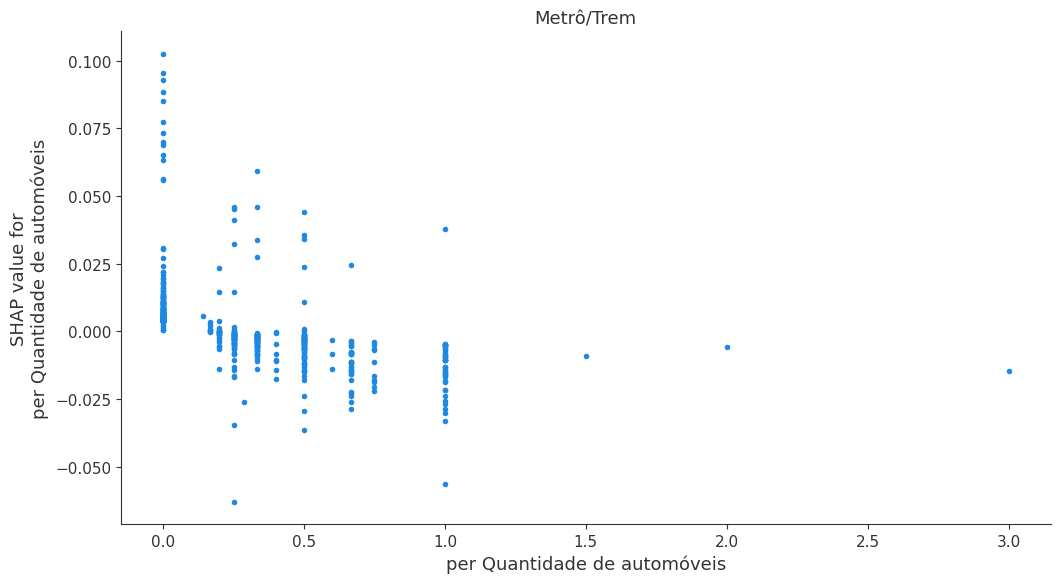 Metrô/Trem
SHAP value for
per Quantidade de automóveis
0.100
0.075
0.050
0.025
0.000
−0.025
−0.050
0.0 0.5 1.0 1.5 2.0 2.5 3.0
per Quantidade de automóveis